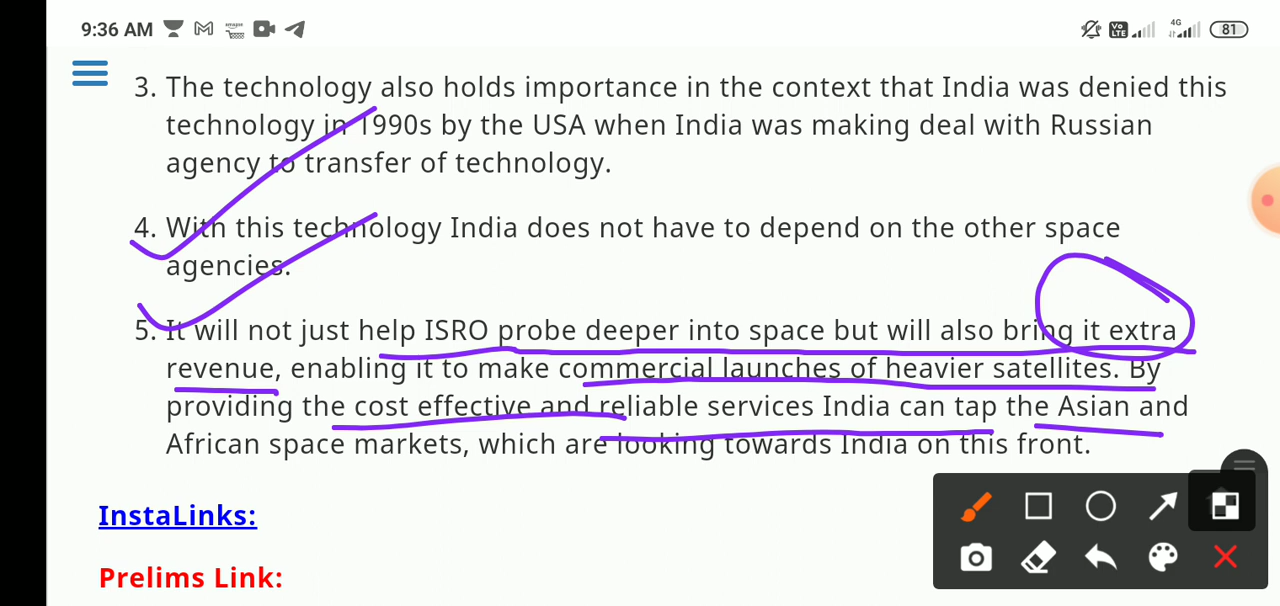 9:36 AM
Vo LTE
4G
81
3. The technology also holds importance in the context that India was denied this
technology in 1990s by the USA when India was making deal with Russian
agency to transfer of technology.
4. With this technology India does not have to depend on the other space
agencies.
5. It will not just help ISRO probe deeper into space but will also bring it extra
revenue, enabling it to make commercial launches of heavier satellites. By
providing the cost effective and reliable services India can tap the Asian and
African space markets, which are looking towards India on this front.
InstaLinks:
Prelims Link: